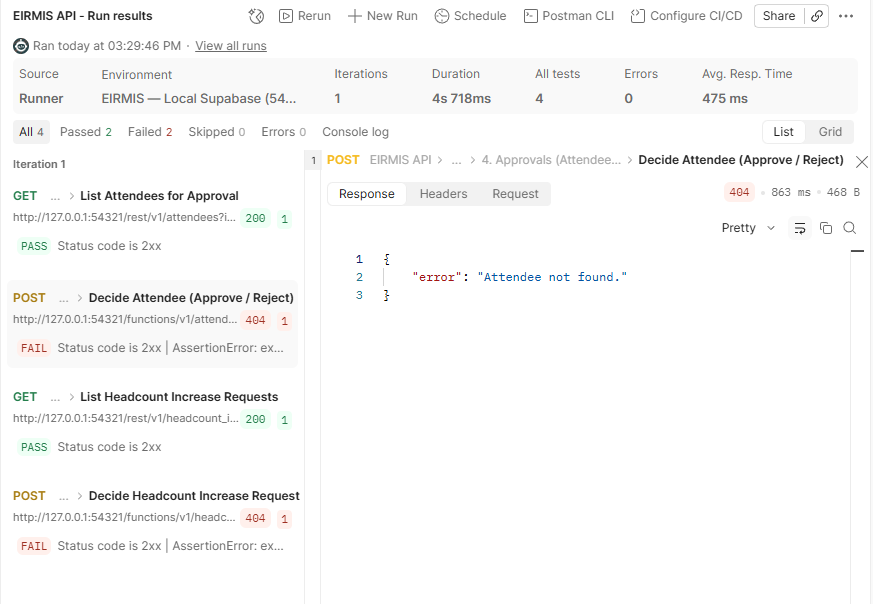 EIRMIS API - Run results
Rerun
New Run
Schedule
Postman CLI
Configure CI/CD
Share
Ran today at 03:29:46 PM · View all runs
Source Environment Iterations Duration All tests Errors Avg. Resp. Time
Runner EIRMIS — Local Supabase (54... 1 4s 718ms 4 0 475 ms
All 4 Passed 2 Failed 2 Skipped 0 Errors 0 Console log
List Grid
Iteration 1
GET ... > List Attendees for Approval
http://127.0.0.1:54321/rest/v1/attendees?i... 200 1
PASS Status code is 2xx
POST ... > Decide Attendee (Approve / Reject)
http://127.0.0.1:54321/functions/v1/attend... 404 1
FAIL Status code is 2xx | AssertionError: ex...
GET ... > List Headcount Increase Requests
http://127.0.0.1:54321/rest/v1/headcount_i... 200 1
PASS Status code is 2xx
POST ... > Decide Headcount Increase Request
http://127.0.0.1:54321/functions/v1/headc... 404 1
FAIL Status code is 2xx | AssertionError: ex...
1
POST EIRMIS API > ... > 4. Approvals (Attendee... > Decide Attendee (Approve / Reject)
Response Headers Request
404 • 863 ms • 468 B
Pretty
1 {
2 "error": "Attendee not found."
3 }